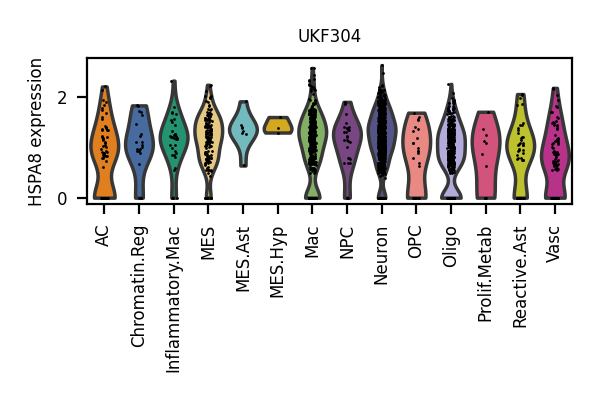 UKF304
HSPA8 expression
2
0
AC
Chromatin.Reg
Inflammatory.Mac
MES
MES.Ast
MES.Hyp
Mac
NPC
Neuron
OPC
Oligo
Prolif.Metab
Reactive.Ast
Vasc